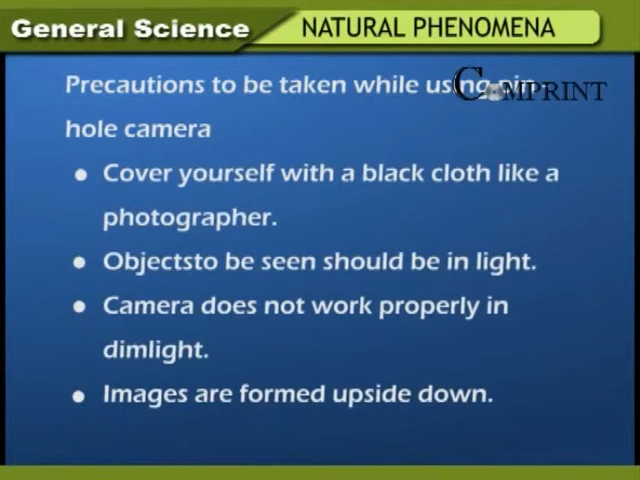 General Science
NATURAL PHENOMENA
Precautions to be taken while using pin-
COMPRINT
hole camera
• Cover yourself with a black cloth like a
photographer.
• Objectsto be seen should be in light.
• Camera does not work properly in
dimlight.
• Images are formed upside down.